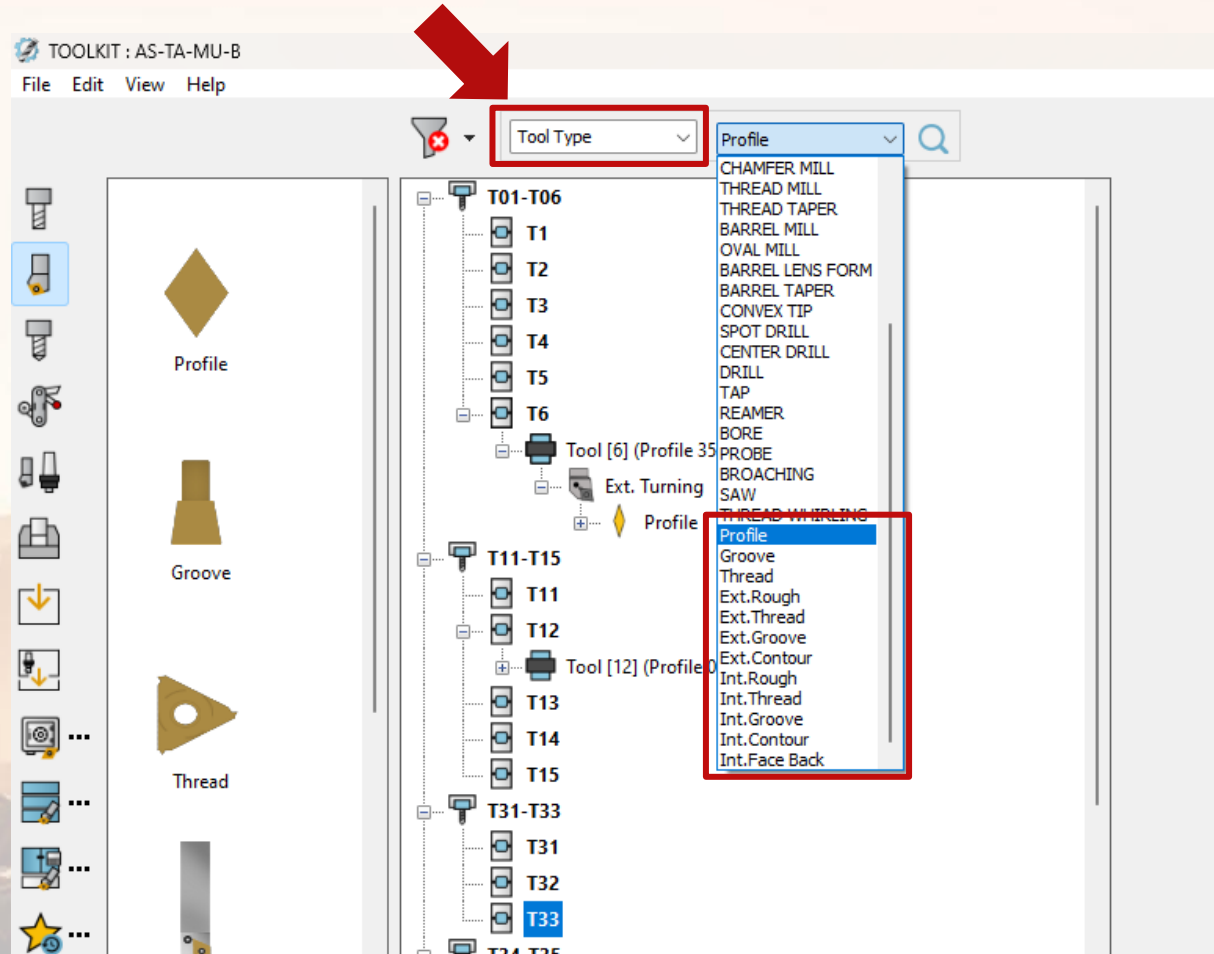 TOOLKIT : AS-TA-MU-B
File Edit View Help
Tool Type
Profile
CHAMFER MILL
THREAD MILL
THREAD TAPER
BARREL MILL
OVAL MILL
BARREL LENS FORM
BARREL TAPER
CONVEX TIP
SPOT DRILL
CENTER DRILL
DRILL
TAP
REAMER
BORE
PROBE
BROACHING
SAW
THREAD WHIRLING
Profile
Groove
Thread
Ext.Rough
Ext.Thread
Ext.Groove
Ext.Contour
Int.Rough
Int.Thread
Int.Groove
Int.Contour
Int.Face Back
Profile
Groove
Thread
T01-T06
T1
T2
T3
T4
T5
T6
Tool [6] (Profile 35
Ext. Turning
Profile
T11-T15
T11
T12
Tool [12] (Profile 0
T13
T14
T15
T31-T33
T31
T32
T33